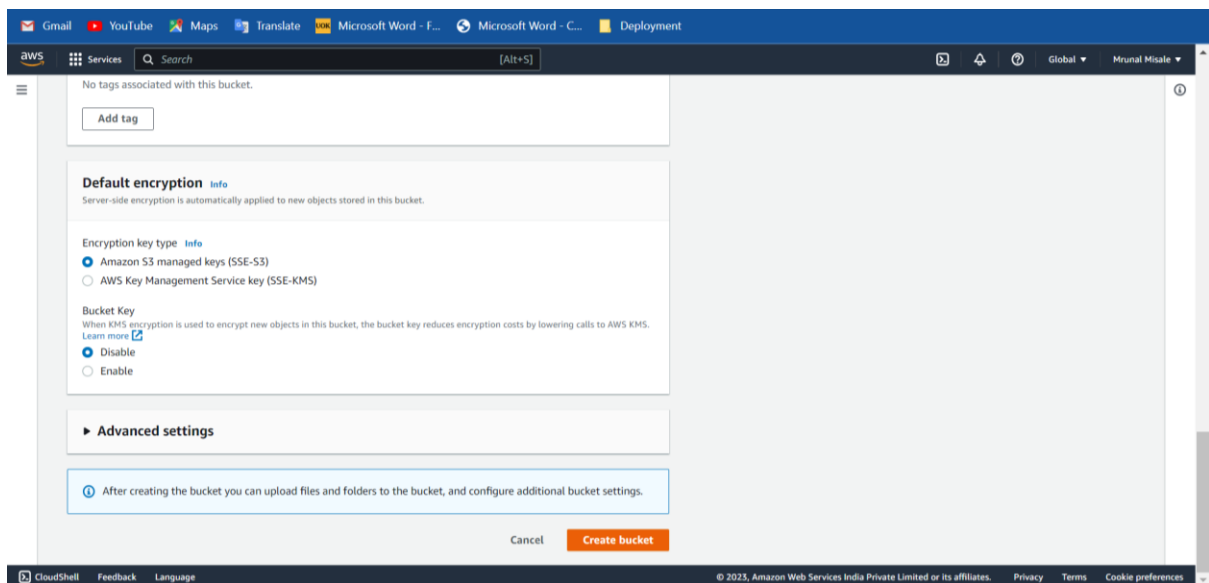 Gmail YouTube Maps Translate UOK Microsoft Word - F... Microsoft Word - C... Deployment
aws Services Search [Alt+S] Global Mrunal Misale
No tags associated with this bucket.
Add tag
Default encryption Info
Server-side encryption is automatically applied to new objects stored in this bucket.
Encryption key type Info
Amazon S3 managed keys (SSE-S3)
AWS Key Management Service key (SSE-KMS)
Bucket Key
When KMS encryption is used to encrypt new objects in this bucket, the bucket key reduces encryption costs by lowering calls to AWS KMS.
Learn more
Disable
Enable
Advanced settings
After creating the bucket you can upload files and folders to the bucket, and configure additional bucket settings.
Cancel Create bucket
CloudShell Feedback Language © 2023, Amazon Web Services India Private Limited or its affiliates. Privacy Terms Cookie preferences